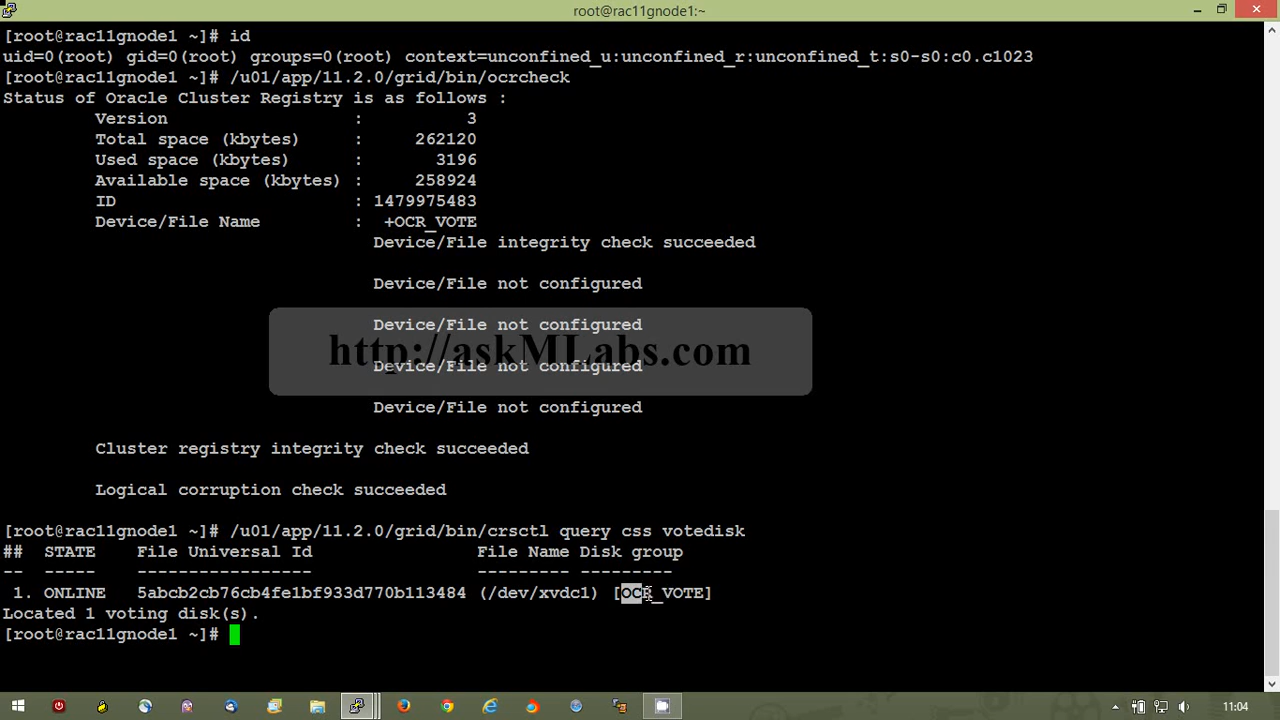 root@rac11gnode1:~
[root@rac11gnode1 ~]# id
uid=0(root) gid=0(root) groups=0(root) context=unconfined_u:unconfined_r:unconfined_t:s0-s0:c0.c1023
[root@rac11gnode1 ~]# /u01/app/11.2.0/grid/bin/ocrcheck
Status of Oracle Cluster Registry is as follows :
Version : 3
Total space (kbytes) : 262120
Used space (kbytes) : 3196
Available space (kbytes) : 258924
ID : 1479975483
Device/File Name : +OCR_VOTE
Device/File integrity check succeeded
Device/File not configured
Device/File not configured
http://askMLabs.com
Device/File not configured
Device/File not configured
Cluster registry integrity check succeeded
Logical corruption check succeeded
[root@rac11gnode1 ~]# /u01/app/11.2.0/grid/bin/crsctl query css votedisk
## STATE File Universal Id File Name Disk group
-- ----- ----------------- --------- ---------
1. ONLINE 5abcb2cb76cb4fe1bf933d770b113484 (/dev/xvdc1) [OCR_VOTE]
Located 1 voting disk(s).
[root@rac11gnode1 ~]#
11:04